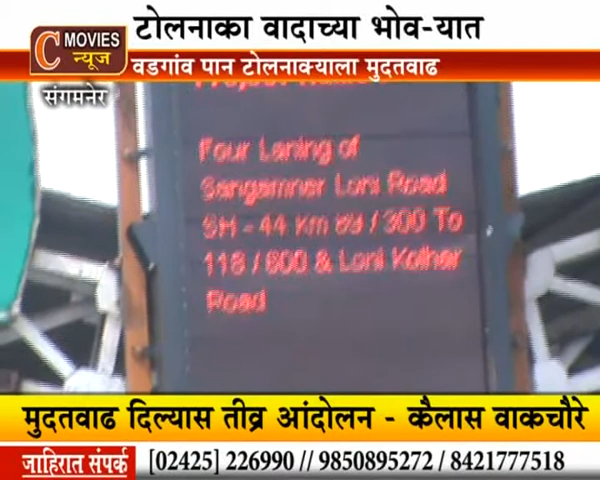 टोलनाका वादाच्या भोव-यात
C MOVIES न्यूज
वडगांव पान टोलनाक्याला मुदतवाढ
संगमनेर
Four Laning of
Sangamner Loni Road
SH - 44 Km 89 / 300 To
118 / 600 & Loni Kolhar
Road
मुदतवाढ दिल्यास तीव्र आंदोलन - कैलास वाकचौरे
जाहिरात संपर्क [02425] 226990 // 9850895272 / 8421777518